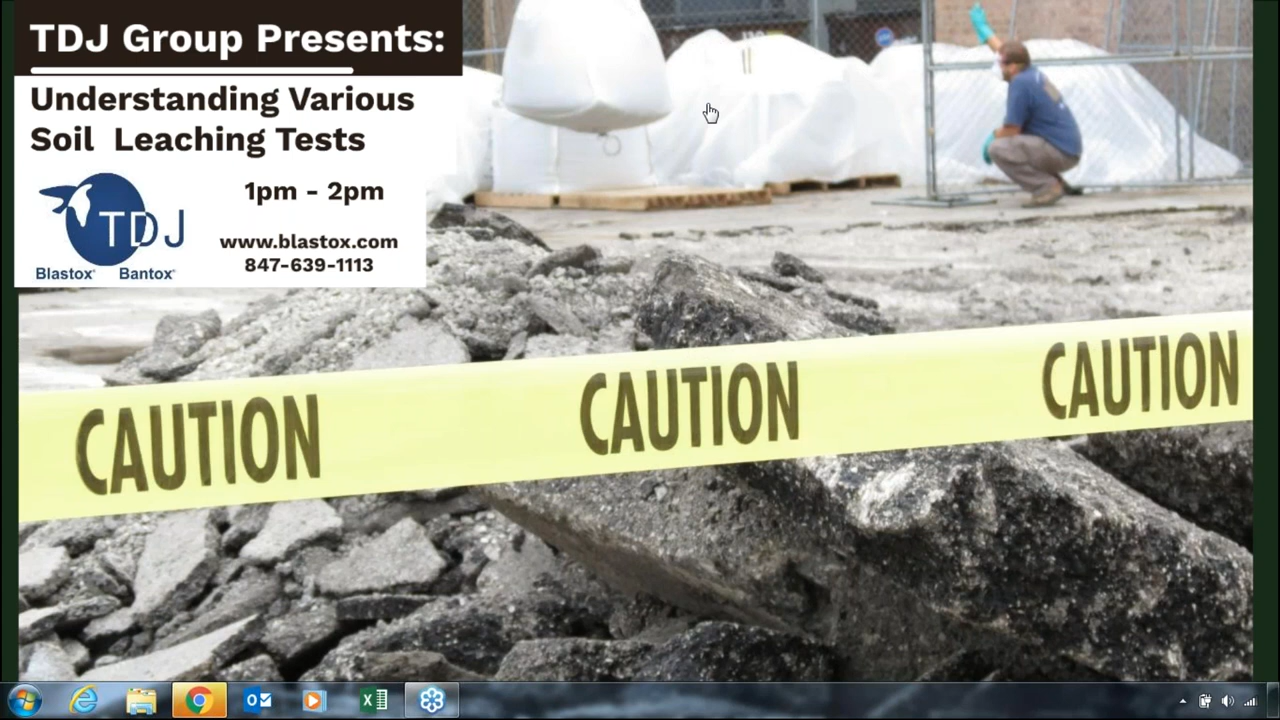 TDJ Group Presents:
Understanding Various
Soil Leaching Tests
TDJ
Blastox® Bantox®
1pm - 2pm
www.blastox.com
847-639-1113
CAUTION CAUTION CAUTION